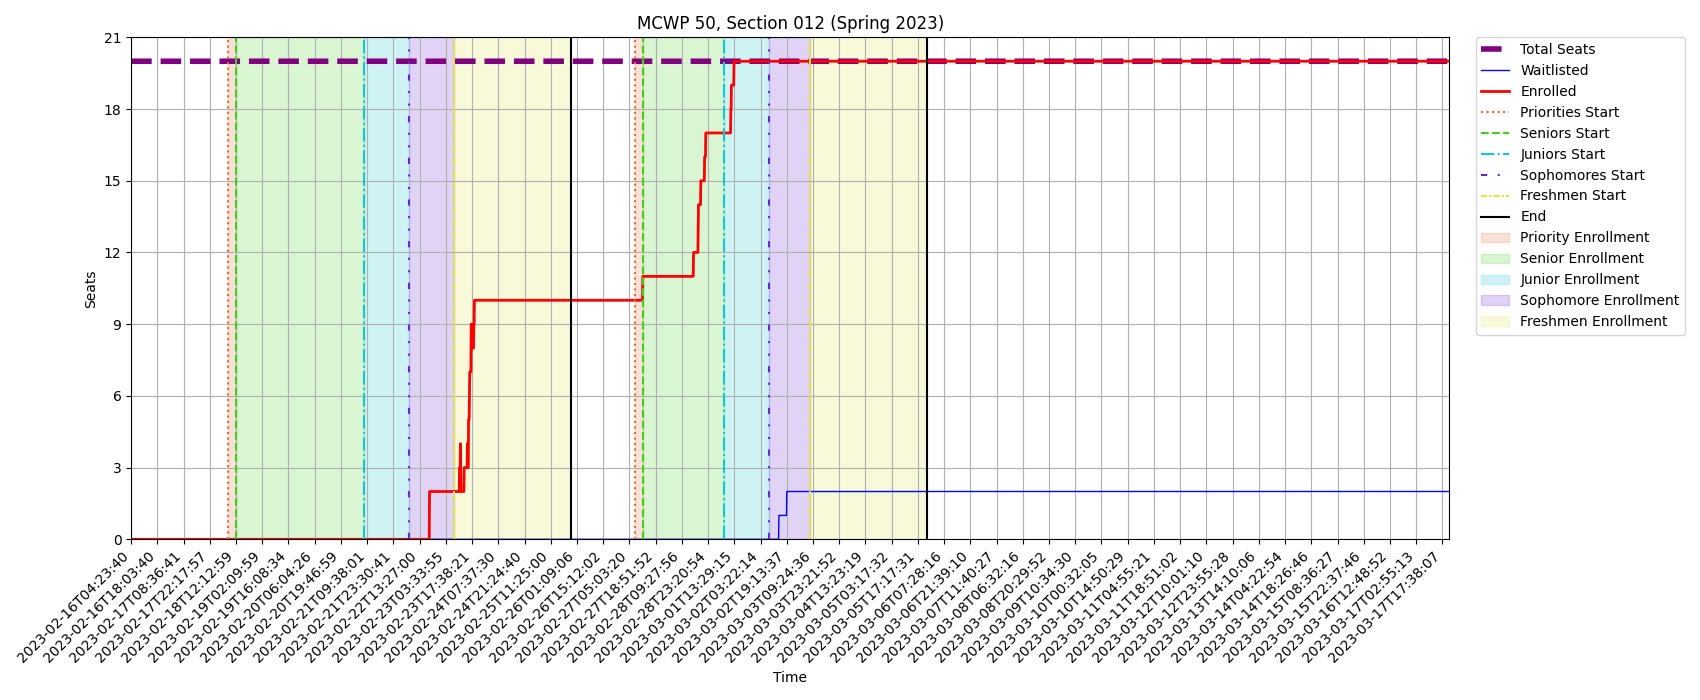 MCWP 50, Section 012 (Spring 2023)
21
18
15
12
9
6
3
0
Seats
2023-02-16T04:23:40
2023-02-16T18:03:40
2023-02-17T08:36:41
2023-02-17T22:17:57
2023-02-18T12:12:59
2023-02-19T02:09:59
2023-02-19T16:08:34
2023-02-20T06:04:26
2023-02-20T19:46:59
2023-02-21T09:38:01
2023-02-21T23:30:41
2023-02-22T13:27:00
2023-02-23T03:33:55
2023-02-23T17:38:21
2023-02-24T07:37:30
2023-02-24T21:24:40
2023-02-25T11:25:00
2023-02-26T01:09:06
2023-02-26T15:12:02
2023-02-27T05:03:20
2023-02-27T18:51:52
2023-02-28T09:27:56
2023-02-28T23:20:54
2023-03-01T13:29:15
2023-03-02T03:22:14
2023-03-02T19:13:37
2023-03-03T09:24:36
2023-03-03T23:21:52
2023-03-04T13:23:19
2023-03-05T03:17:32
2023-03-05T17:17:31
2023-03-06T07:28:16
2023-03-06T21:39:10
2023-03-07T11:40:27
2023-03-08T06:32:16
2023-03-08T20:29:52
2023-03-09T10:34:30
2023-03-10T00:32:05
2023-03-10T14:50:29
2023-03-11T04:55:21
2023-03-11T18:51:02
2023-03-12T10:01:10
2023-03-12T23:55:28
2023-03-13T14:10:06
2023-03-14T04:22:54
2023-03-14T18:26:46
2023-03-15T08:36:27
2023-03-15T22:37:46
2023-03-16T12:48:52
2023-03-17T02:55:13
2023-03-17T17:38:07
Time
Total Seats
Waitlisted
Enrolled
Priorities Start
Seniors Start
Juniors Start
Sophomores Start
Freshmen Start
End
Priority Enrollment
Senior Enrollment
Junior Enrollment
Sophomore Enrollment
Freshmen Enrollment